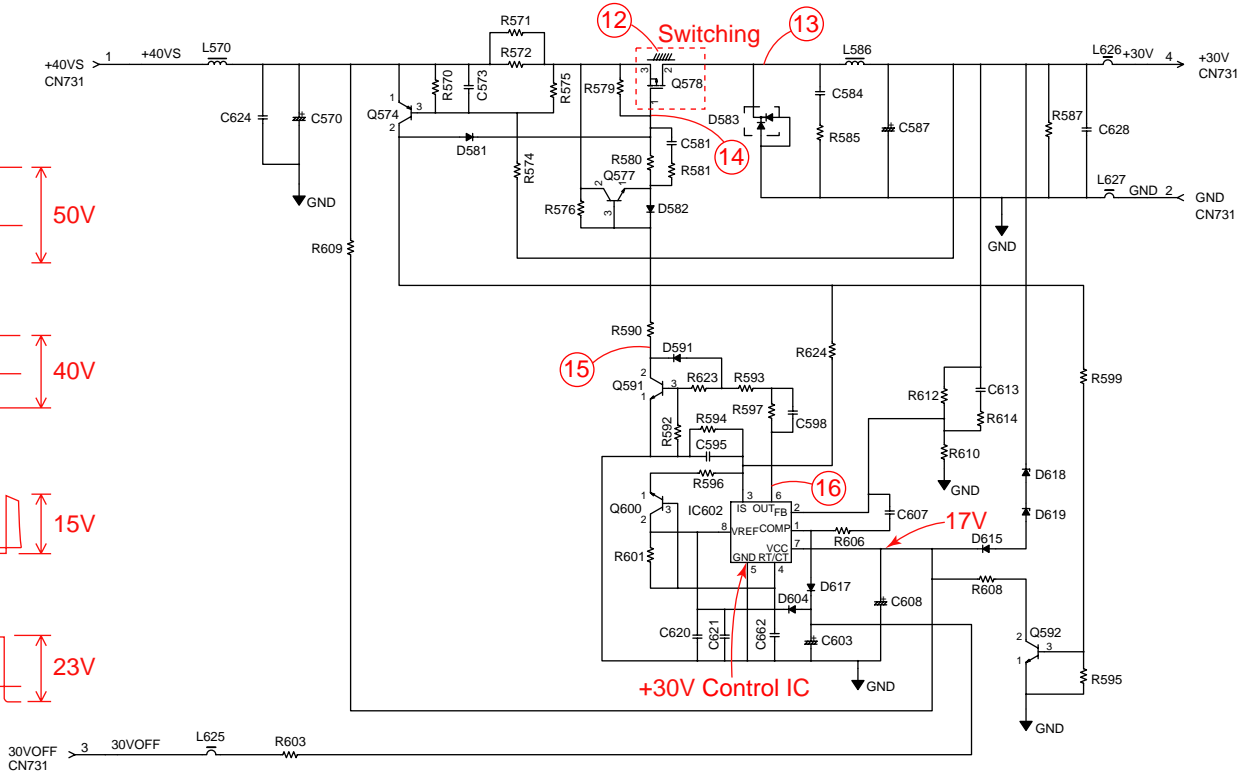 12
Switching
13
R571
R572
+40VS
CN731
1
+40VS
L570
3
2
Q578
1
L586
L626
+30V
4
+30V
CN731
R570
C573
R575
R579
Q574
1
3
2
C624
C570
GND
D581
R574
14
C581
R580
R581
Q577
2
1
3
R576
D582
D583
C584
R585
C587
R587
C628
L627
GND
2
GND
CN731
GND
50V
R609
40V
15V
23V
R590
15
D591
Q591
2
3
1
R623
R593
R597
C598
R592
R594
C595
R596
R624
16
R612
C613
R614
R610
GND
R599
D618
D619
Q600
1
3
2
R601
IC602
3
6
IS
OUT
FB
2
8
VREF
COMP
1
VCC
7
GND
RT/CT
5
4
R606
C607
17V
D615
R608
D617
D604
C608
C620
C621
C662
C603
GND
+30V Control IC
Q592
2
3
1
R595
GND
30VOFF
CN731
3
30VOFF
L625
R603